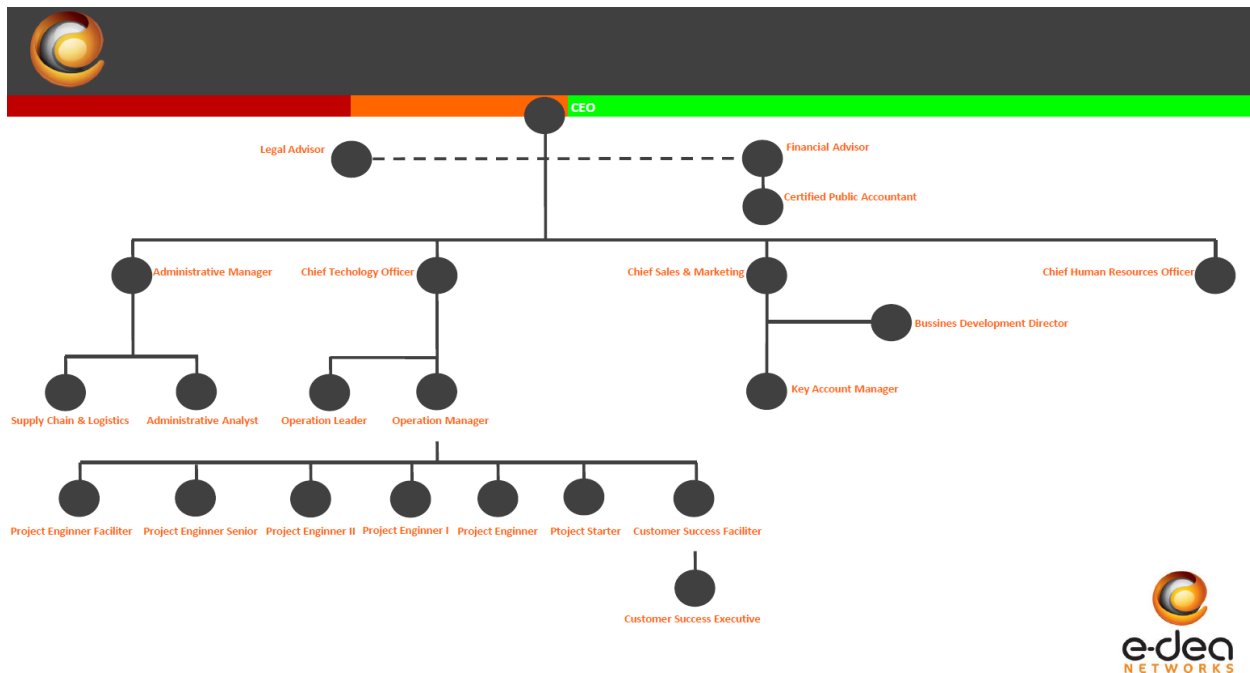 CEO
Legal Advisor
Financial Advisor
Certified Public Accountant
Administrative Manager
Chief Techology Officer
Chief Sales & Marketing
Chief Human Resources Officer
Bussines Development Director
Key Account Manager
Supply Chain & Logistics
Administrative Analyst
Operation Leader
Operation Manager
Project Enginner Faciliter
Project Enginner Senior
Project Enginner II
Project Enginner I
Project Enginner
Ptoject Starter
Customer Success Faciliter
Customer Success Executive
e-dea
NETWORKS